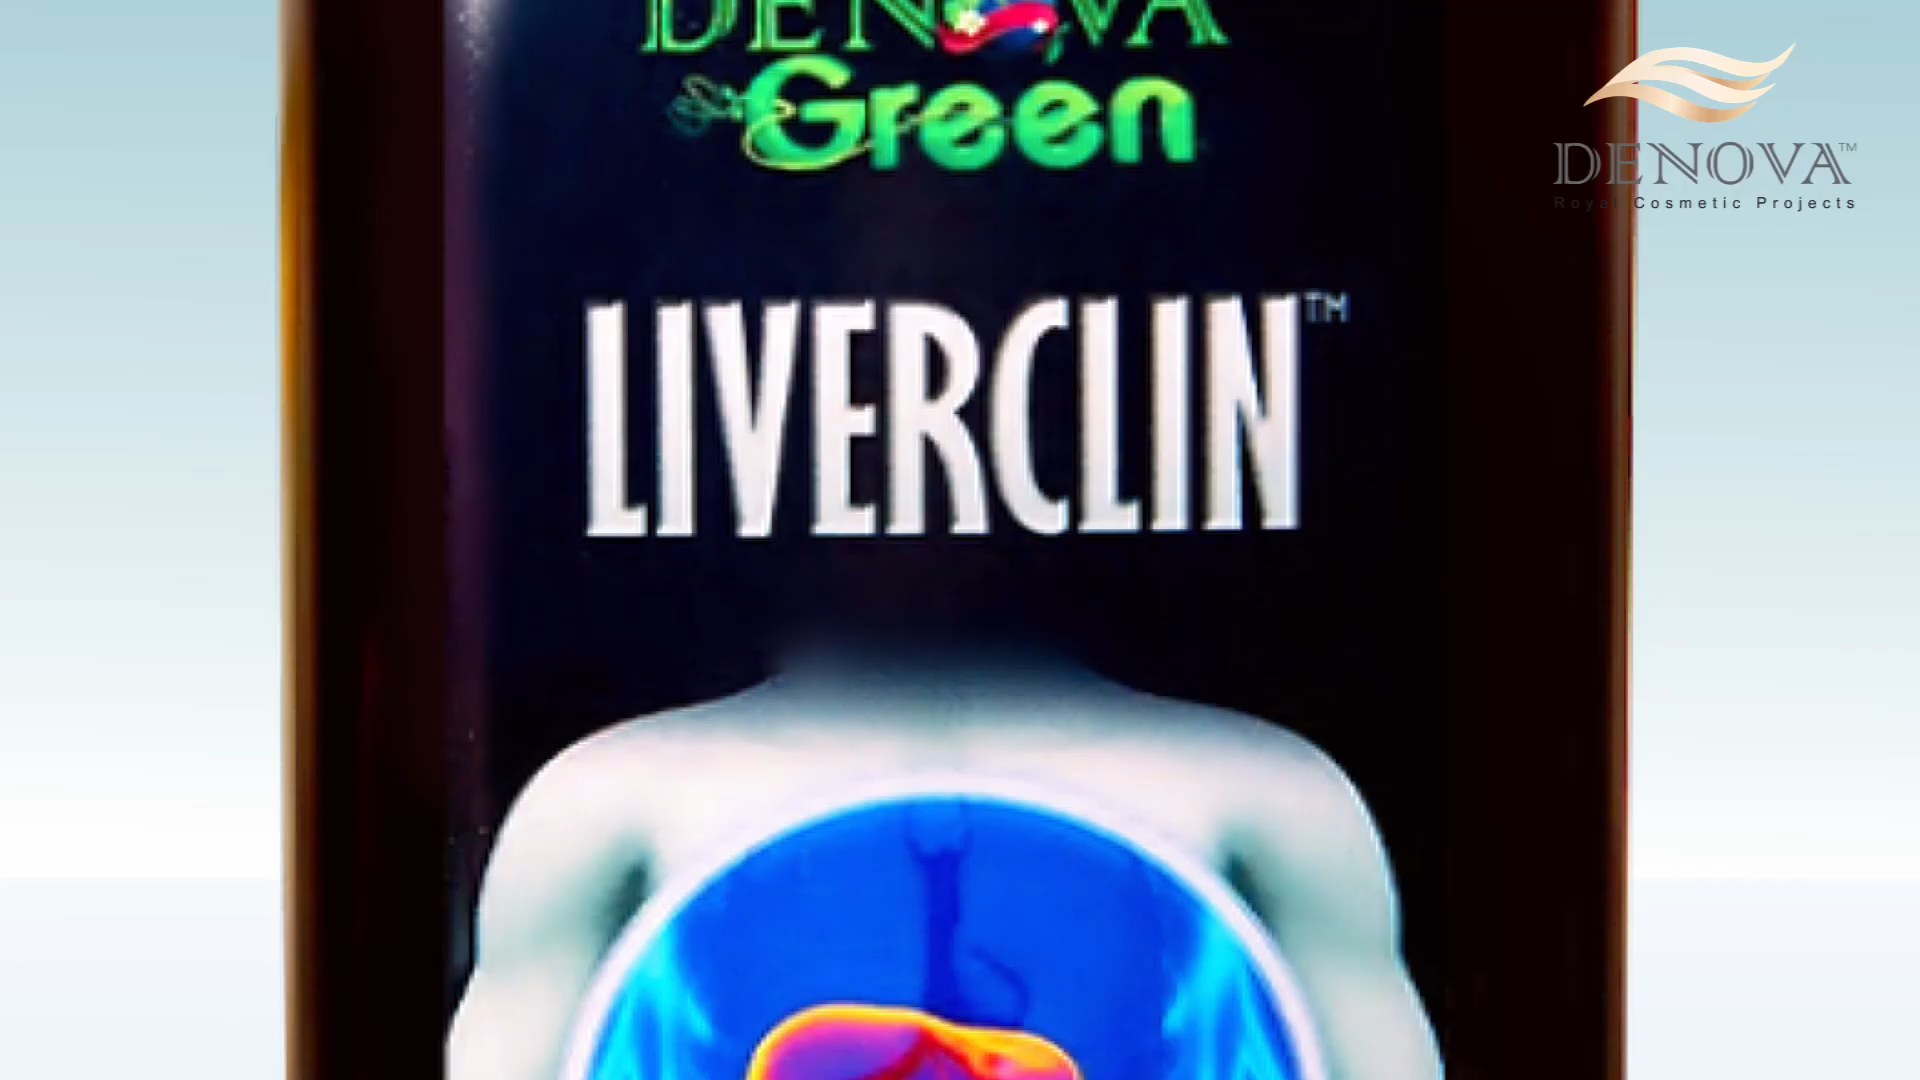 DENOVA
Green
LIVERCLIN™
DENOVA™
Royal Cosmetic Projects